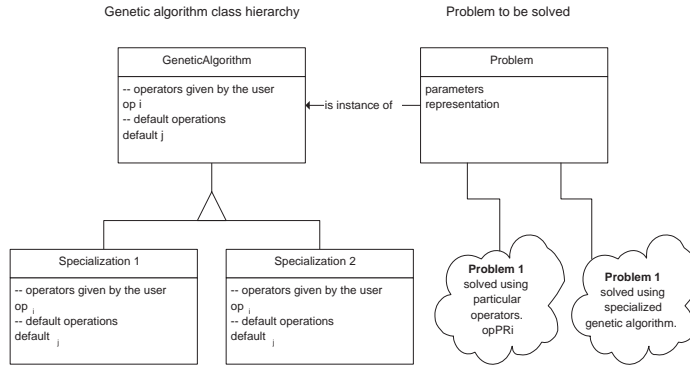 Genetic algorithm class hierarchy
Problem to be solved
GeneticAlgorithm
-- operators given by the user
op i
-- default operations
default j
is instance of
Problem
parameters
representation
Specialization 1
-- operators given by the user
op i
-- default operations
default j
Specialization 2
-- operators given by the user
op i
-- default operations
default j
Problem 1
solved using
particular
operators.
opPRi
Problem 1
solved using
specialized
genetic algorithm.